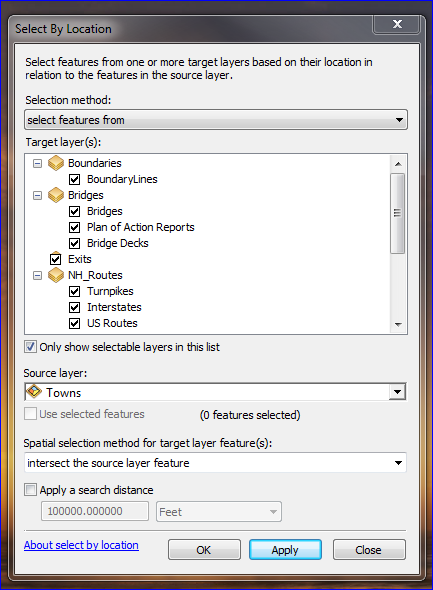 Select By Location
Select features from one or more target layers based on their location in
relation to the features in the source layer.
Selection method:
select features from
Target layer(s):
Boundaries
BoundaryLines
Bridges
Bridges
Plan of Action Reports
Bridge Decks
Exits
NH_Routes
Turnpikes
Interstates
US Routes
Only show selectable layers in this list
Source layer:
Towns
Use selected features (0 features selected)
Spatial selection method for target layer feature(s):
intersect the source layer feature
Apply a search distance
100000.000000 Feet
About select by location OK Apply Close